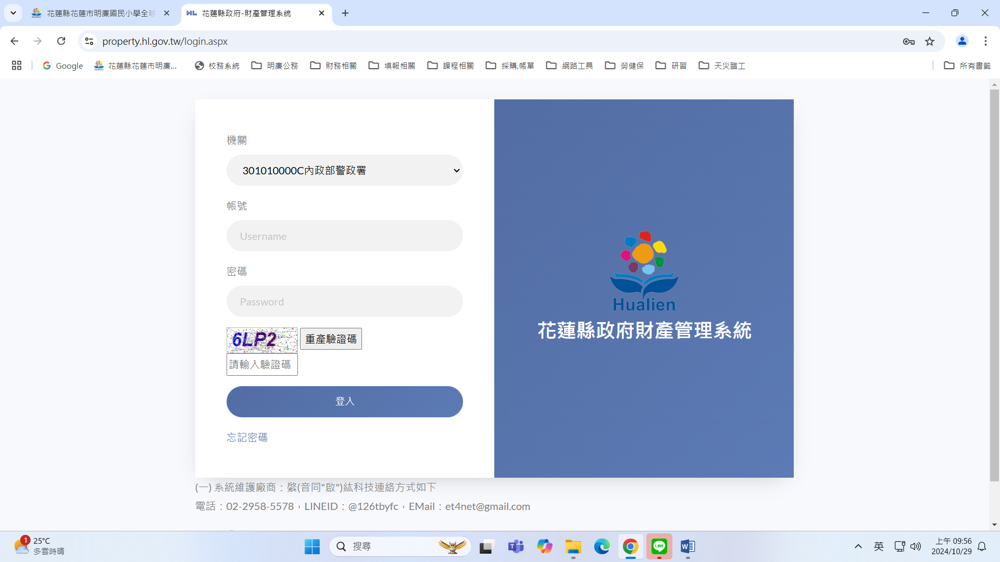 花蓮縣花蓮市明廉國民小學全球
花蓮縣政府-財產管理系統
property.hl.gov.tw/login.aspx
Google
花蓮縣花蓮市明廉...
校務系統
明廉公務
財務相關
填報相關
課程相關
採購,帳單
網路工具
勞健保
研習
天災臨工
所有書籤
機關
301010000C內政部警政署
帳號
Username
密碼
Password
6LP2
重產驗證碼
請輸入驗證碼
登入
忘記密碼
Hualien
花蓮縣政府財產管理系統
(一) 系統維護廠商：綮(音同"啟")紘科技連絡方式如下
電話：02-2958-5578，LINEID：@126tbyfc，EMail：et4net@gmail.com
1
25°C
多雲時晴
搜尋
英
上午 09:56
2024/10/29